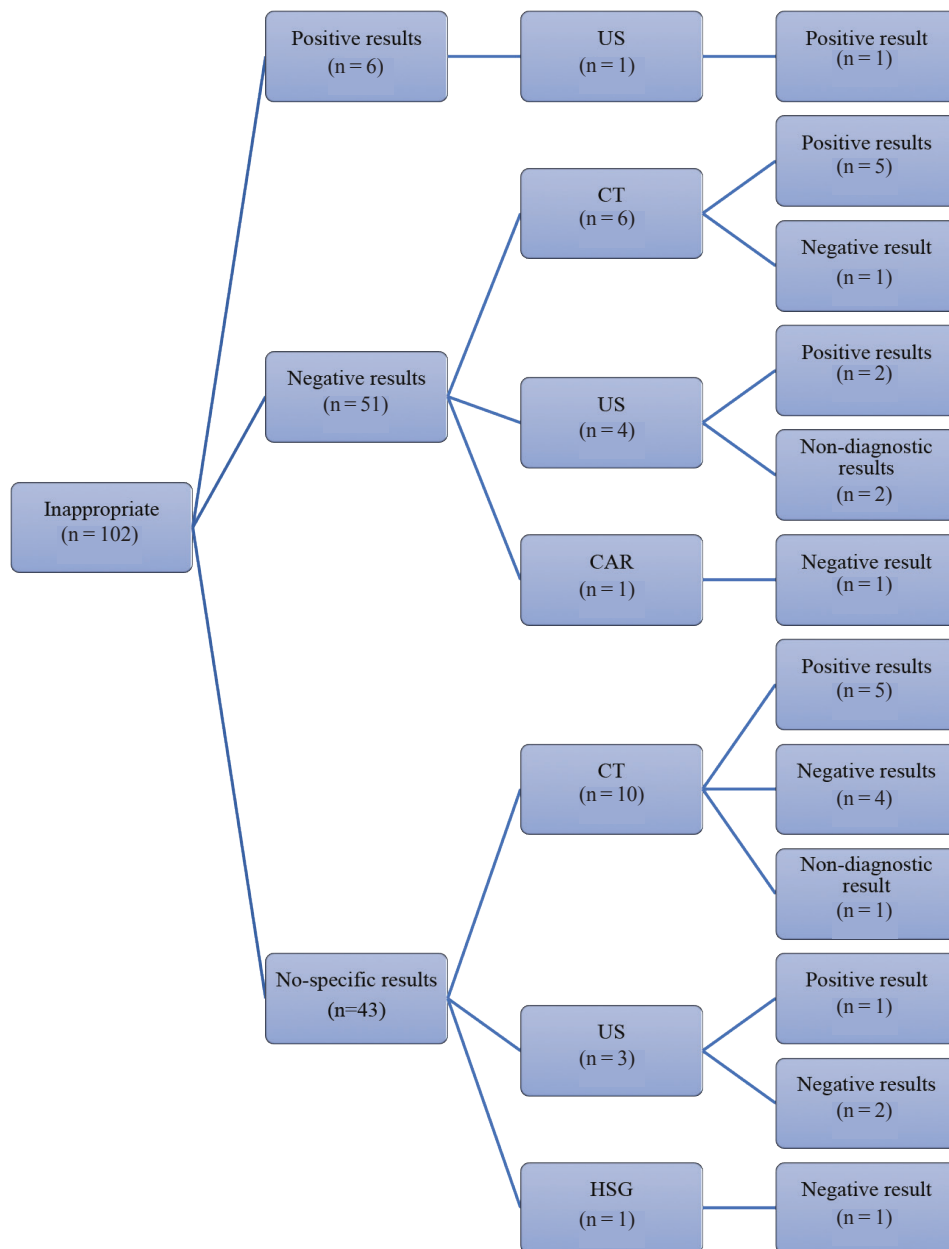 Positive results
(n = 6)
US
(n = 1)
Positive result
(n = 1)
Positive results
(n = 5)
CT
(n = 6)
Negative result
(n = 1)
Positive results
(n = 2)
Negative results
(n = 51)
US
(n = 4)
Non-diagnostic
results
(n = 2)
Inappropriate
(n = 102)
CAR
(n = 1)
Negative result
(n = 1)
Positive results
(n = 5)
CT
(n = 10)
Negative results
(n = 4)
Non-diagnostic
result
(n = 1)
No-specific results
(n=43)
Positive result
(n = 1)
US
(n = 3)
Negative results
(n = 2)
HSG
(n = 1)
Negative result
(n = 1)